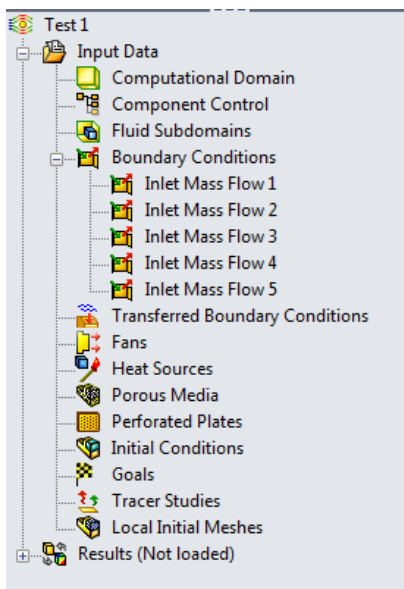 Test 1
Input Data
Computational Domain
Component Control
Fluid Subdomains
Boundary Conditions
Inlet Mass Flow 1
Inlet Mass Flow 2
Inlet Mass Flow 3
Inlet Mass Flow 4
Inlet Mass Flow 5
Transferred Boundary Conditions
Fans
Heat Sources
Porous Media
Perforated Plates
Initial Conditions
Goals
Tracer Studies
Local Initial Meshes
Results (Not loaded)